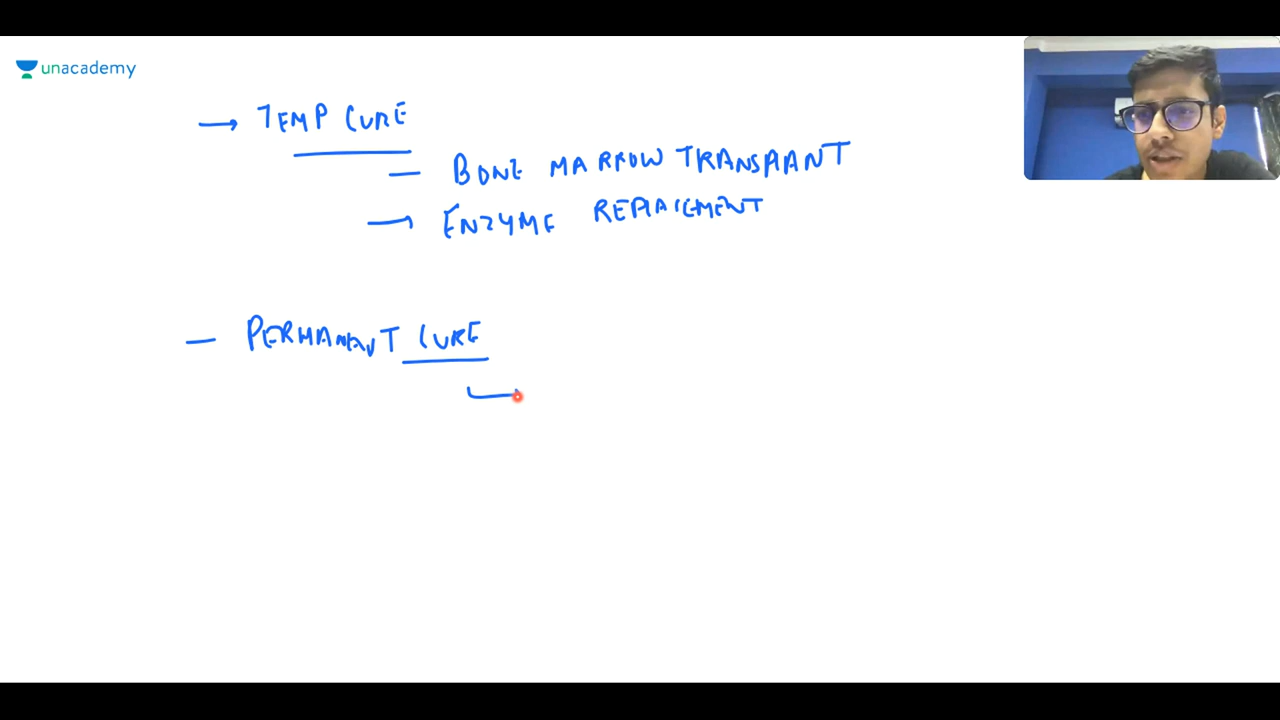 unacademy
→ TEMP CURE
— BONE MARROW TRANSPLANT
→ ENZYME REPLACEMENT
— PERMANENT CURE